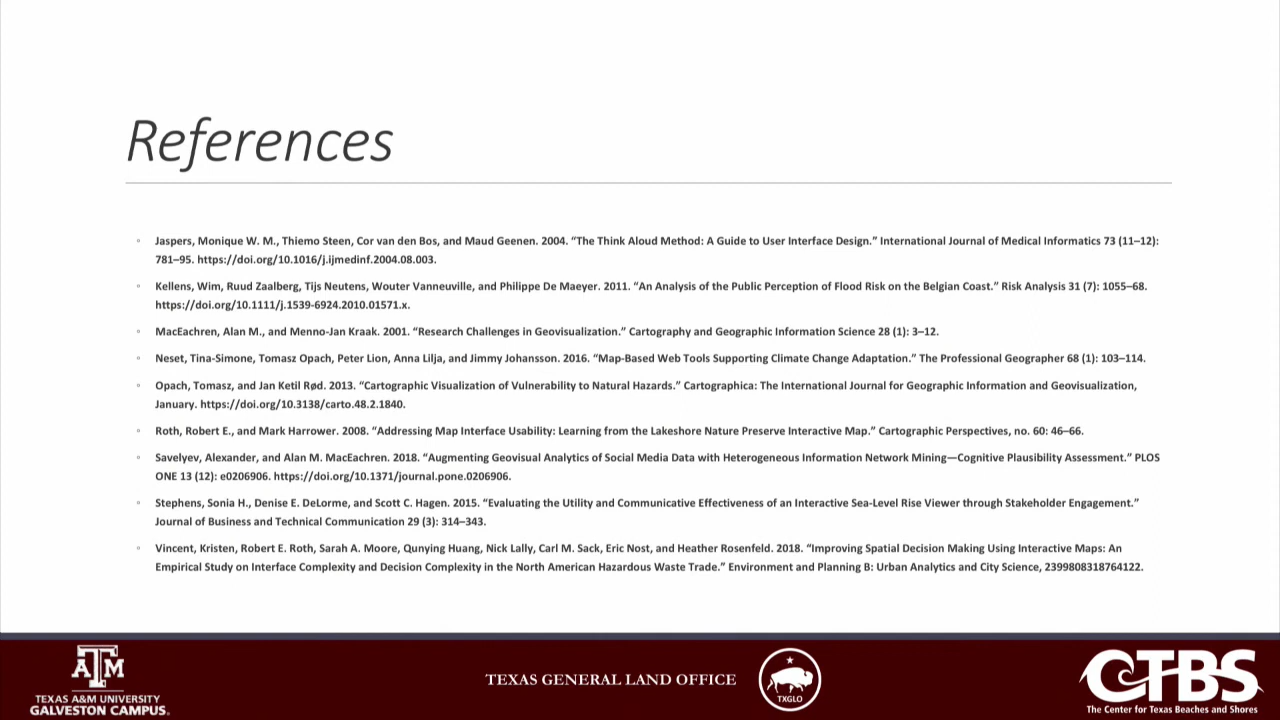 References
Jaspers, Monique W. M., Thiemo Steen, Cor van den Bos, and Maud Geenen. 2004. “The Think Aloud Method: A Guide to User Interface Design.” International Journal of Medical Informatics 73 (11–12):
781–95. https://doi.org/10.1016/j.ijmedinf.2004.08.003.
Kellens, Wim, Ruud Zaalberg, Tijs Neutens, Wouter Vanneuville, and Philippe De Maeyer. 2011. “An Analysis of the Public Perception of Flood Risk on the Belgian Coast.” Risk Analysis 31 (7): 1055–68.
https://doi.org/10.1111/j.1539-6924.2010.01571.x.
MacEachren, Alan M., and Menno-Jan Kraak. 2001. “Research Challenges in Geovisualization.” Cartography and Geographic Information Science 28 (1): 3–12.
Neset, Tina-Simone, Tomasz Opach, Peter Lion, Anna Lilja, and Jimmy Johansson. 2016. “Map-Based Web Tools Supporting Climate Change Adaptation.” The Professional Geographer 68 (1): 103–114.
Opach, Tomasz, and Jan Ketil Rød. 2013. “Cartographic Visualization of Vulnerability to Natural Hazards.” Cartographica: The International Journal for Geographic Information and Geovisualization,
January. https://doi.org/10.3138/carto.48.2.1840.
Roth, Robert E., and Mark Harrower. 2008. “Addressing Map Interface Usability: Learning from the Lakeshore Nature Preserve Interactive Map.” Cartographic Perspectives, no. 60: 46–66.
Savelyev, Alexander, and Alan M. MacEachren. 2018. “Augmenting Geovisual Analytics of Social Media Data with Heterogeneous Information Network Mining—Cognitive Plausibility Assessment.” PLOS
ONE 13 (12): e0206906. https://doi.org/10.1371/journal.pone.0206906.
Stephens, Sonia H., Denise E. DeLorme, and Scott C. Hagen. 2015. “Evaluating the Utility and Communicative Effectiveness of an Interactive Sea-Level Rise Viewer through Stakeholder Engagement.”
Journal of Business and Technical Communication 29 (3): 314–343.
Vincent, Kristen, Robert E. Roth, Sarah A. Moore, Qunying Huang, Nick Lally, Carl M. Sack, Eric Nost, and Heather Rosenfeld. 2018. “Improving Spatial Decision Making Using Interactive Maps: An
Empirical Study on Interface Complexity and Decision Complexity in the North American Hazardous Waste Trade.” Environment and Planning B: Urban Analytics and City Science, 2399808318764122.
ATM
TEXAS A&M UNIVERSITY
GALVESTON CAMPUS.
TEXAS GENERAL LAND OFFICE
TXGLO
CTBS
The Center for Texas Beaches and Shores